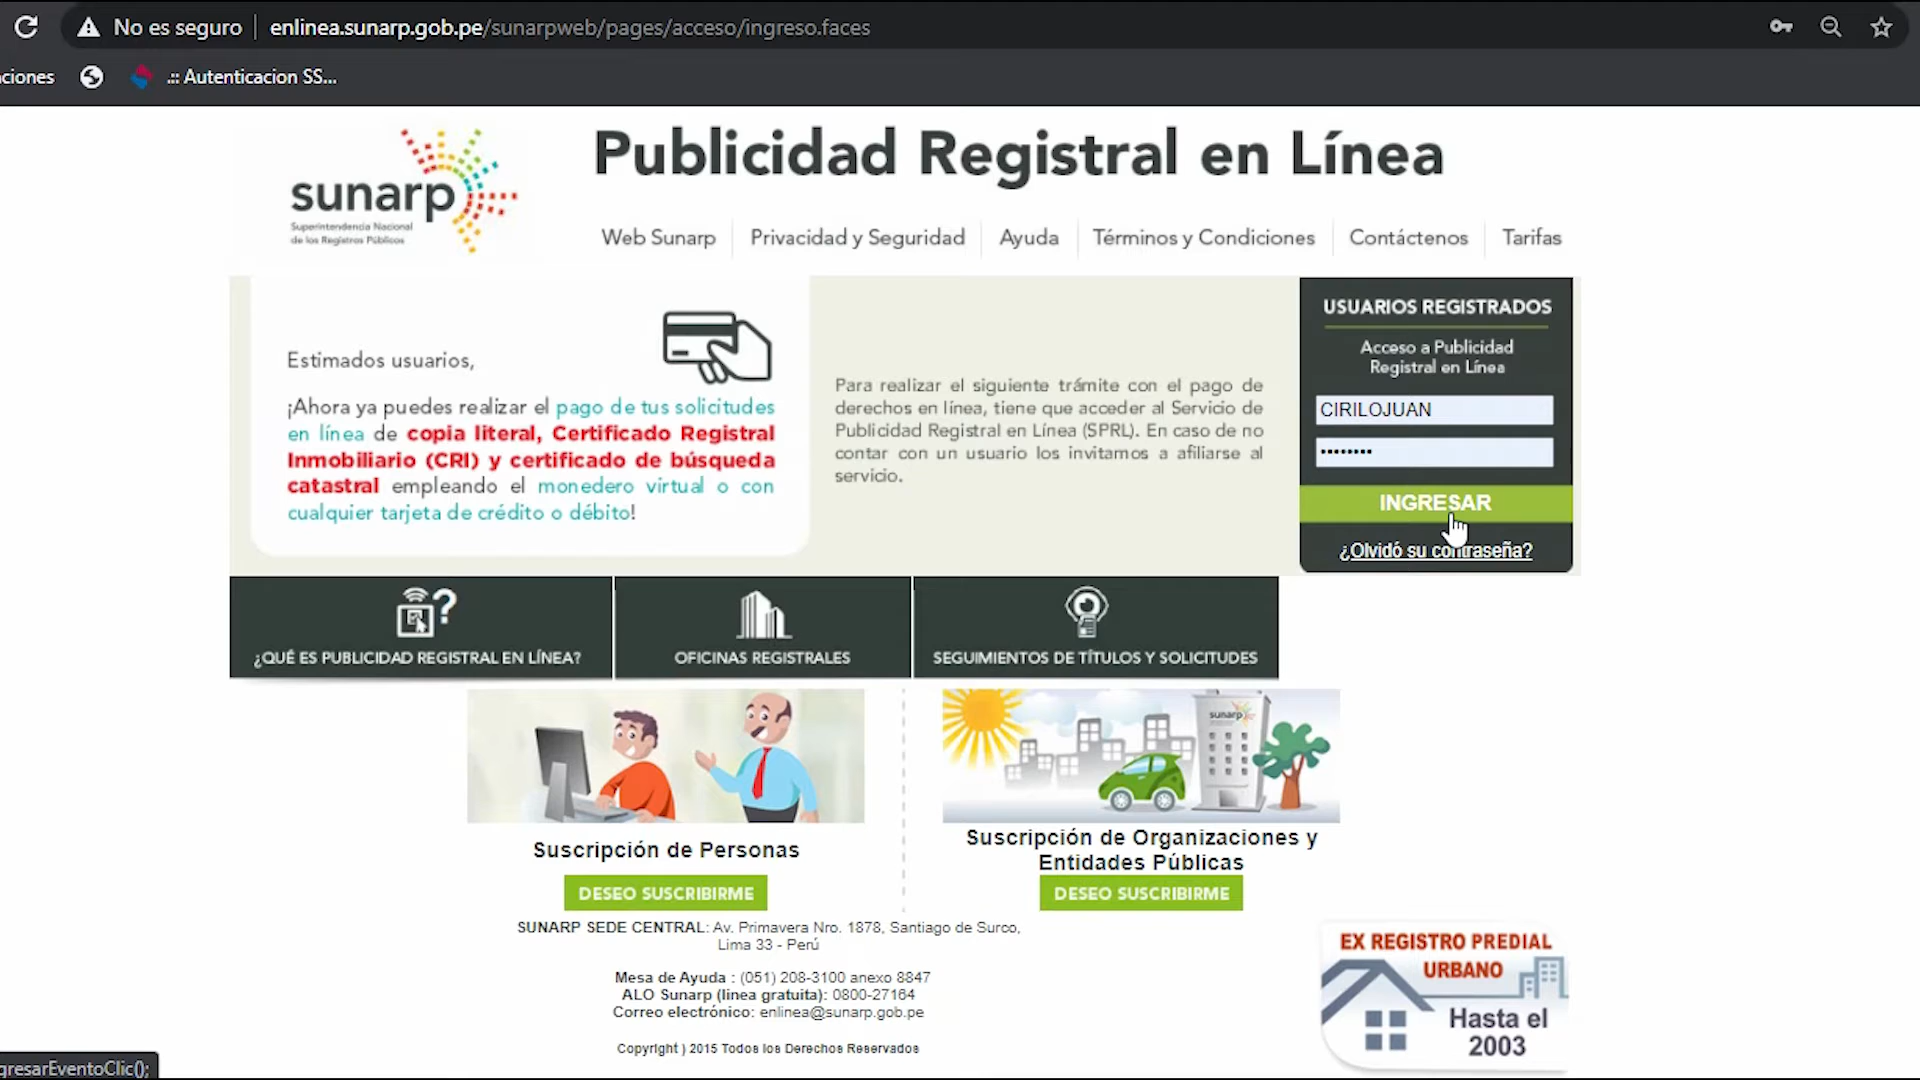 No es seguro
enlinea.sunarp.gob.pe/sunarpweb/pages/acceso/ingreso.faces
ciones
.:: Autenticacion SS...
sunarp
Superintendencia Nacional
de los Registros Públicos
Publicidad Registral en Línea
Web Sunarp
Privacidad y Seguridad
Ayuda
Términos y Condiciones
Contáctenos
Tarifas
Estimados usuarios,
¡Ahora ya puedes realizar el pago de tus solicitudes
en línea de copia literal, Certificado Registral
Inmobiliario (CRI) y certificado de búsqueda
catastral empleando el monedero virtual o con
cualquier tarjeta de crédito o débito!
Para realizar el siguiente trámite con el pago de
derechos en línea, tiene que acceder al Servicio de
Publicidad Registral en Línea (SPRL). En caso de no
contar con un usuario los invitamos a afiliarse al
servicio.
USUARIOS REGISTRADOS
Acceso a Publicidad
Registral en Línea
CIRILOJUAN
••••••••
INGRESAR
¿Olvidó su contraseña?
¿QUÉ ES PUBLICIDAD REGISTRAL EN LÍNEA?
OFICINAS REGISTRALES
SEGUIMIENTOS DE TÍTULOS Y SOLICITUDES
sunarp
Suscripción de Personas
DESEO SUSCRIBIRME
Suscripción de Organizaciones y
Entidades Públicas
DESEO SUSCRIBIRME
SUNARP SEDE CENTRAL: Av. Primavera Nro. 1878, Santiago de Surco,
Lima 33 - Perú
Mesa de Ayuda : (051) 208-3100 anexo 8847
ALO Sunarp (linea gratuita): 0800-27164
Correo electrónico: enlinea@sunarp.gob.pe
Copyright ) 2015 Todos los Derechos Reservados
EX REGISTRO PREDIAL
URBANO
Hasta el
2003
gresarEventoClic();